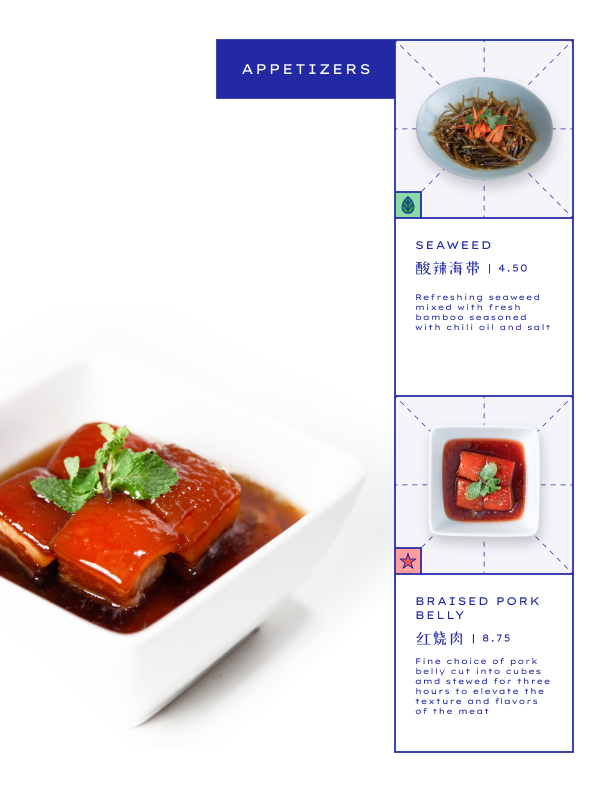 APPETIZERS
SEAWEED
酸辣海带 | 4.50
Refreshing seaweed
mixed with fresh
bamboo seasoned
with chili oil and salt
BRAISED PORK
BELLY
红烧肉 | 8.75
Fine choice of pork
belly cut into cubes
amd stewed for three
hours to elevate the
texture and flavors
of the meat